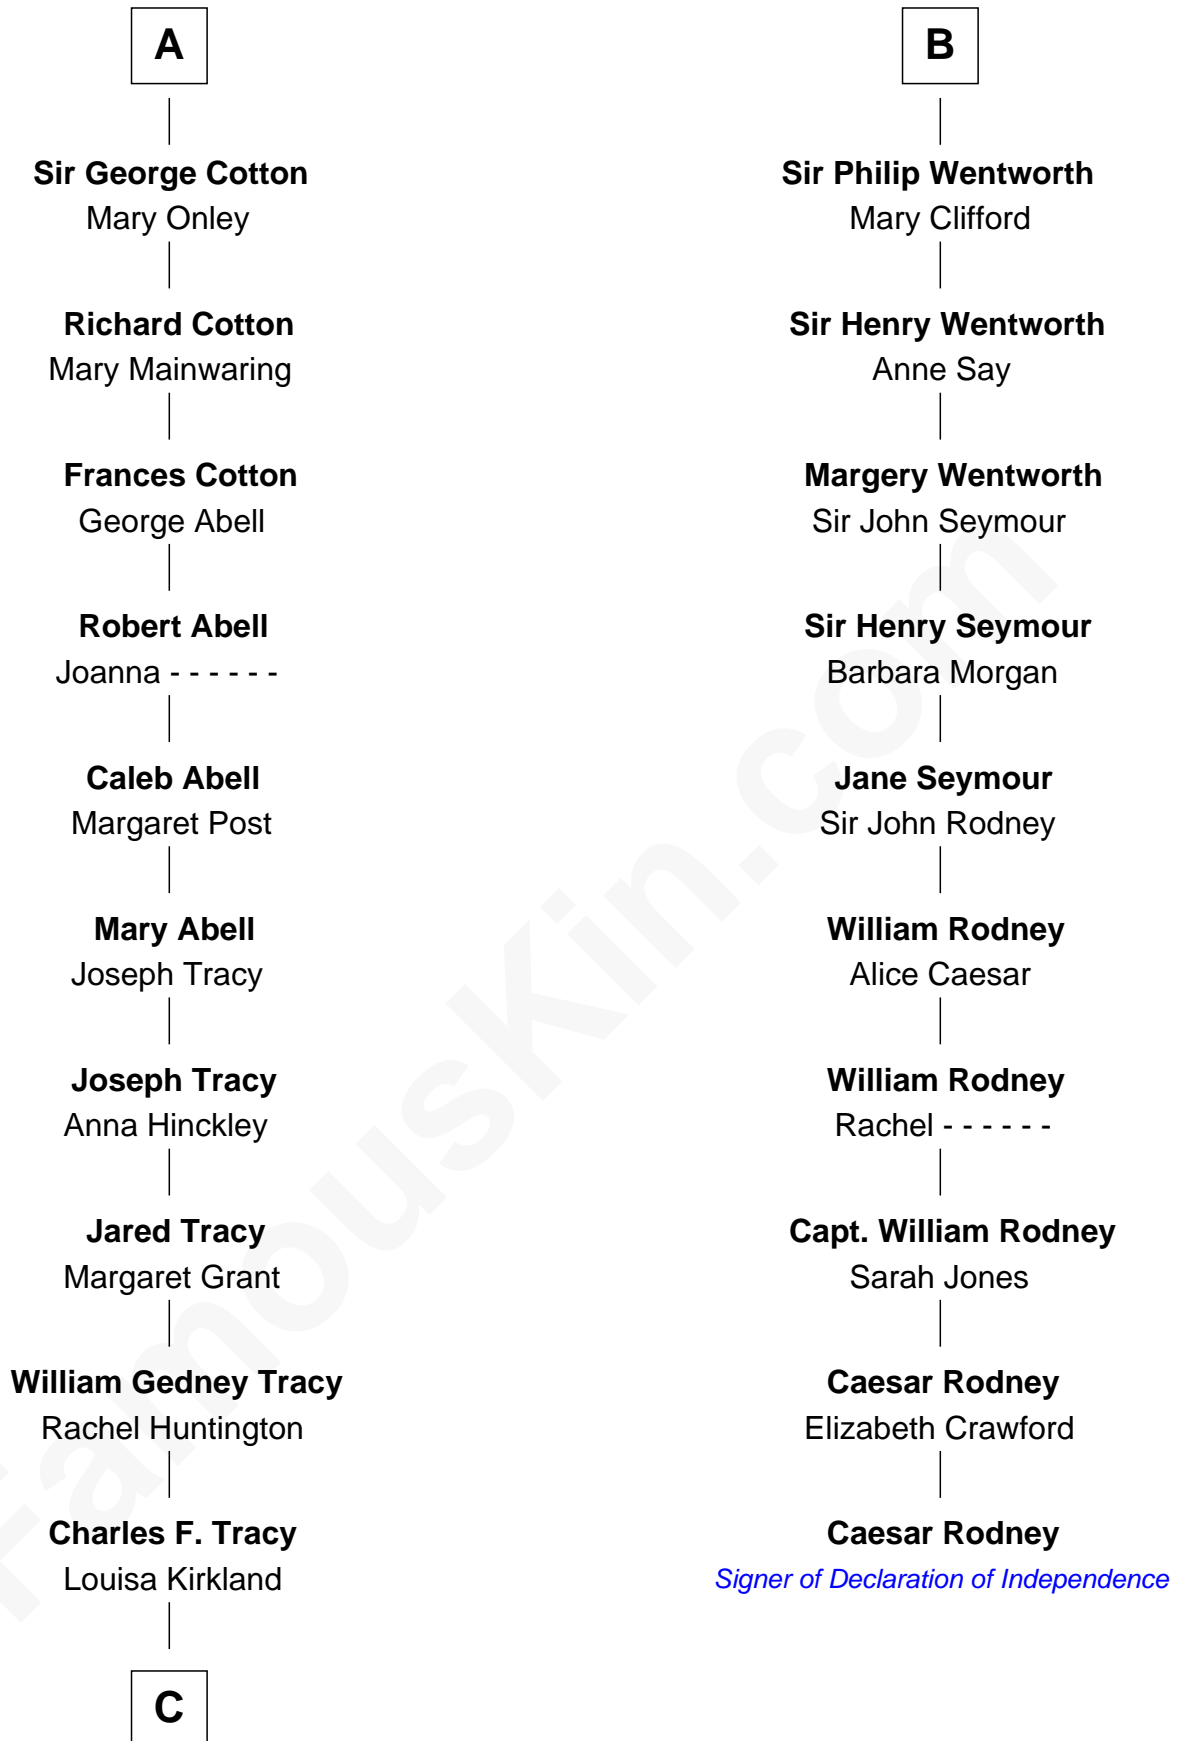 A
Sir George Cotton
Mary Onley
Richard Cotton
Mary Mainwaring
Frances Cotton
George Abell
Robert Abell
Joanna - - - - - -
Caleb Abell
Margaret Post
Mary Abell
Joseph Tracy
Joseph Tracy
Anna Hinckley
Jared Tracy
Margaret Grant
William Gedney Tracy
Rachel Huntington
Charles F. Tracy
Louisa Kirkland
C
B
Sir Philip Wentworth
Mary Clifford
Sir Henry Wentworth
Anne Say
Margery Wentworth
Sir John Seymour
Sir Henry Seymour
Barbara Morgan
Jane Seymour
Sir John Rodney
William Rodney
Alice Caesar
William Rodney
Rachel - - - - - -
Capt. William Rodney
Sarah Jones
Caesar Rodney
Elizabeth Crawford
Caesar Rodney
Signer of Declaration of Independence
FamousKin.com